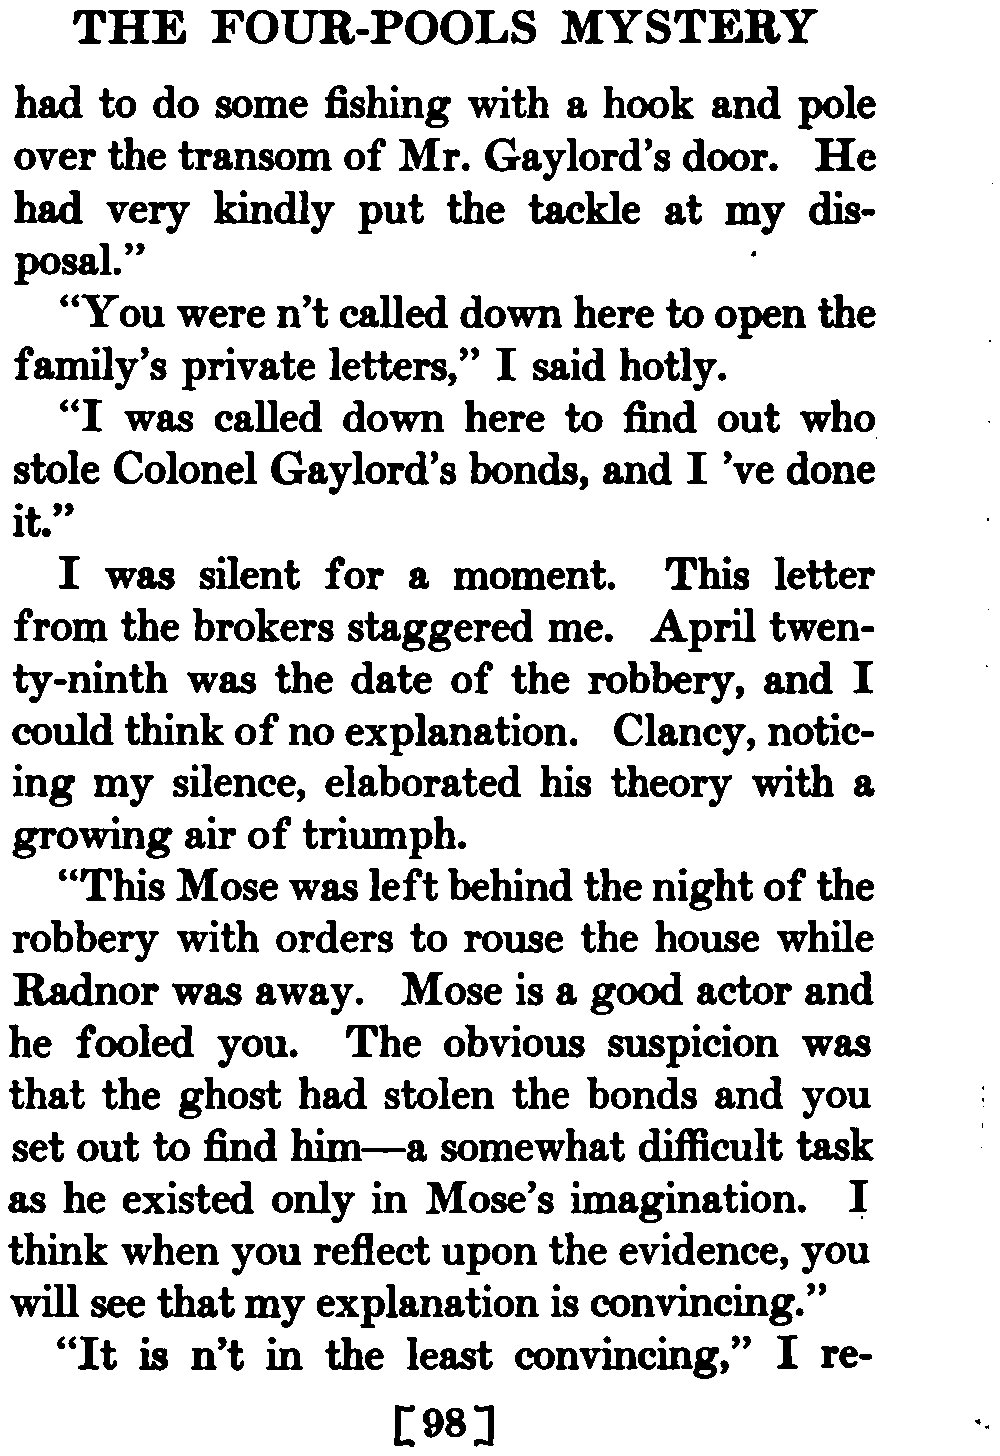 THE FOUR-POOLS MYSTERY
had to do some fishing with a hook and pole
over the transom of Mr. Gaylord's door. He
had very kindly put the tackle at my dis-
posal."
"You were n't called down here to open the
family's private letters," I said hotly.
"I was called down here to find out who
stole Colonel Gaylord's bonds, and I 've done
it."
I was silent for a moment. This letter
from the brokers staggered me. April twen-
ty-ninth was the date of the robbery, and I
could think of no explanation. Clancy, notic-
ing my silence, elaborated his theory with a
growing air of triumph.
"This Mose was left behind the night of the
robbery with orders to rouse the house while
Radnor was away. Mose is a good actor and
he fooled you. The obvious suspicion was
that the ghost had stolen the bonds and you
set out to find him—a somewhat difficult task
as he existed only in Mose's imagination. I
think when you reflect upon the evidence, you
will see that my explanation is convincing."
"It is n't in the least convincing," I re-
[98]